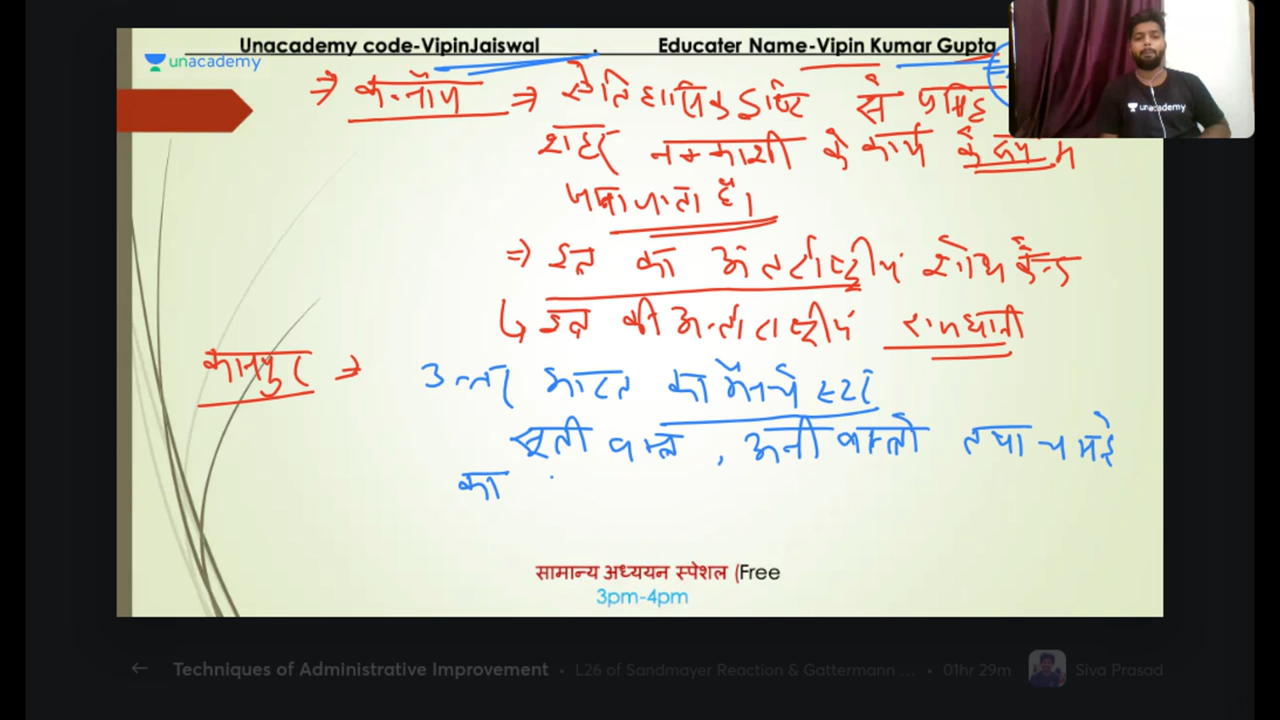 Unacademy code-VipinJaiswal . Educater Name-Vipin Kumar Gupta
unacademy
unacademy
⇒ कन्नौज ⇒ ऐतिहासिक दृष्टि से प्रसिद्ध
शहर नक्काशी के कार्य के रूप में
जाना जाता है।
⇒ इत्र का अंतर्राष्ट्रीय शोध केन्द्र
↳ इत्र की अन्तर्राष्ट्रीय राजधानी
कानपुर ⇒ उत्तर भारत का मैनचेस्टर
सूती वस्त्र , ऊनी वस्त्रो तथा चमड़े
का
सामान्य अध्ययन स्पेशल (Free
3pm-4pm
← Techniques of Administrative Improvement • L26 of Sandmayer Reaction & Gattermann ... • 01hr 29m Siva Prasad